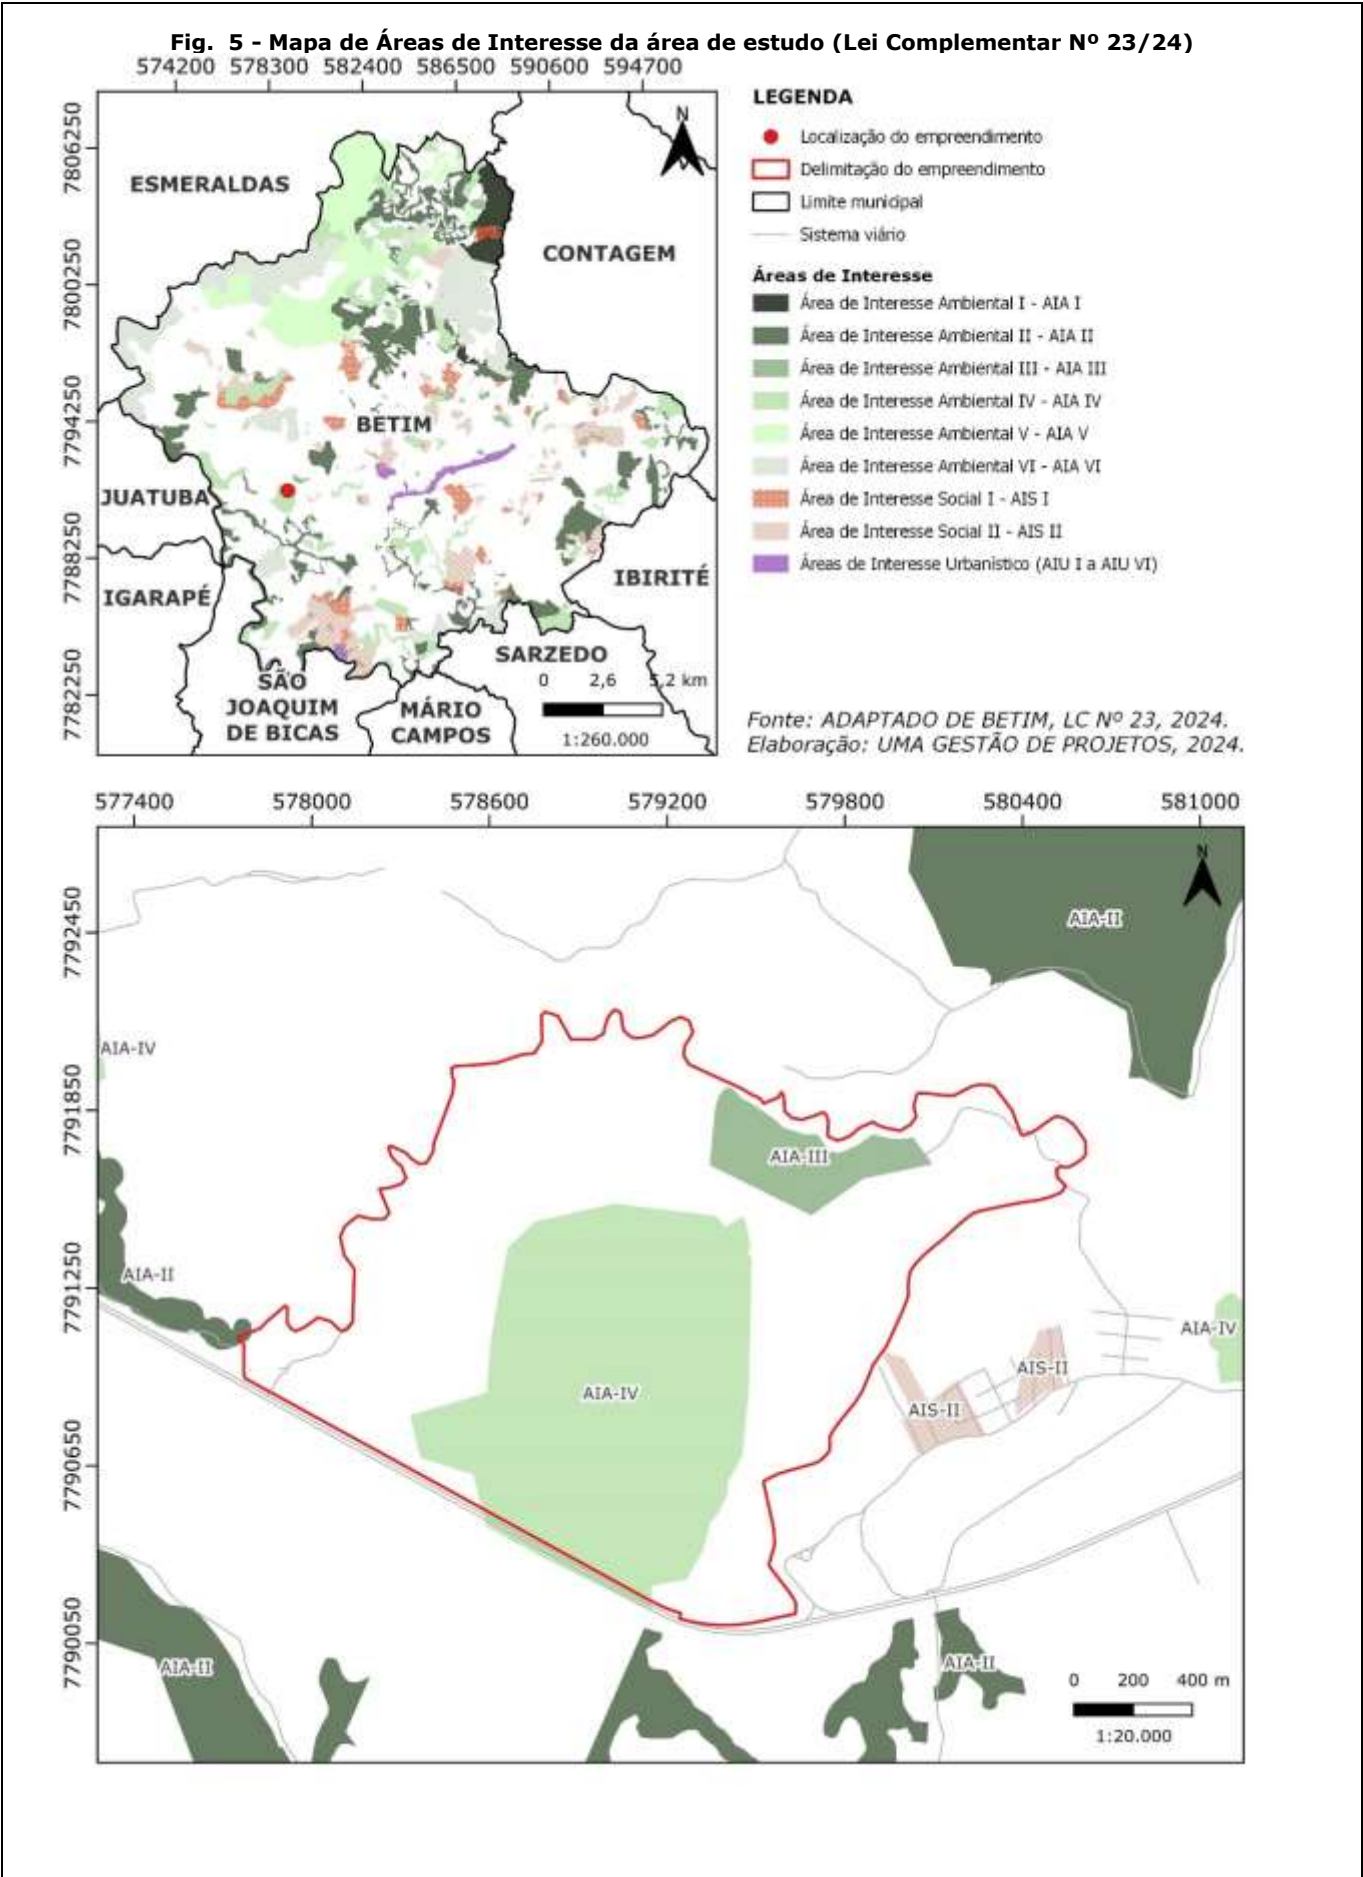 Fig. 5 - Mapa de Áreas de Interesse da área de estudo (Lei Complementar Nº 23/24)
574200 578300 582400 586500 590600 594700
7806250
7800250
7794250
7788250
7782250
N
ESMERALDAS
CONTAGEM
BETIM
JUATUBA
IGARAPÉ
IBIRITÉ
SARZEDO
SÃO
JOAQUIM
DE BICAS
MÁRIO
CAMPOS
0 2,6 5,2 km
1:260.000
LEGENDA
Localização do empreendimento
Delimitação do empreendimento
Limite municipal
Sistema viário
Áreas de Interesse
Área de Interesse Ambiental I - AIA I
Área de Interesse Ambiental II - AIA II
Área de Interesse Ambiental III - AIA III
Área de Interesse Ambiental IV - AIA IV
Área de Interesse Ambiental V - AIA V
Área de Interesse Ambiental VI - AIA VI
Área de Interesse Social I - AIS I
Área de Interesse Social II - AIS II
Áreas de Interesse Urbanístico (AIU I a AIU VI)
Fonte: ADAPTADO DE BETIM, LC Nº 23, 2024.
Elaboração: UMA GESTÃO DE PROJETOS, 2024.
577400 578000 578600 579200 579800 580400 581000
7792450
7791850
7791250
7790650
7790050
N
AIA-II
AIA-IV
AIA-III
AIA-II
AIA-IV
AIS-II
AIA-IV
AIS-II
AIA-II
AIA-II
0 200 400 m
1:20.000